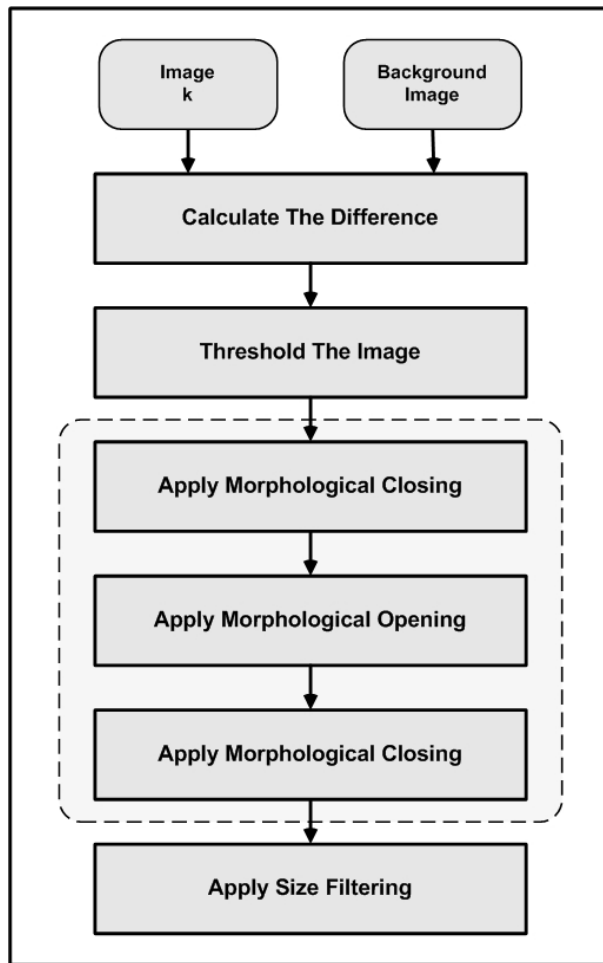 Image
k
Background
Image
Calculate The Difference
Threshold The Image
Apply Morphological Closing
Apply Morphological Opening
Apply Morphological Closing
Apply Size Filtering